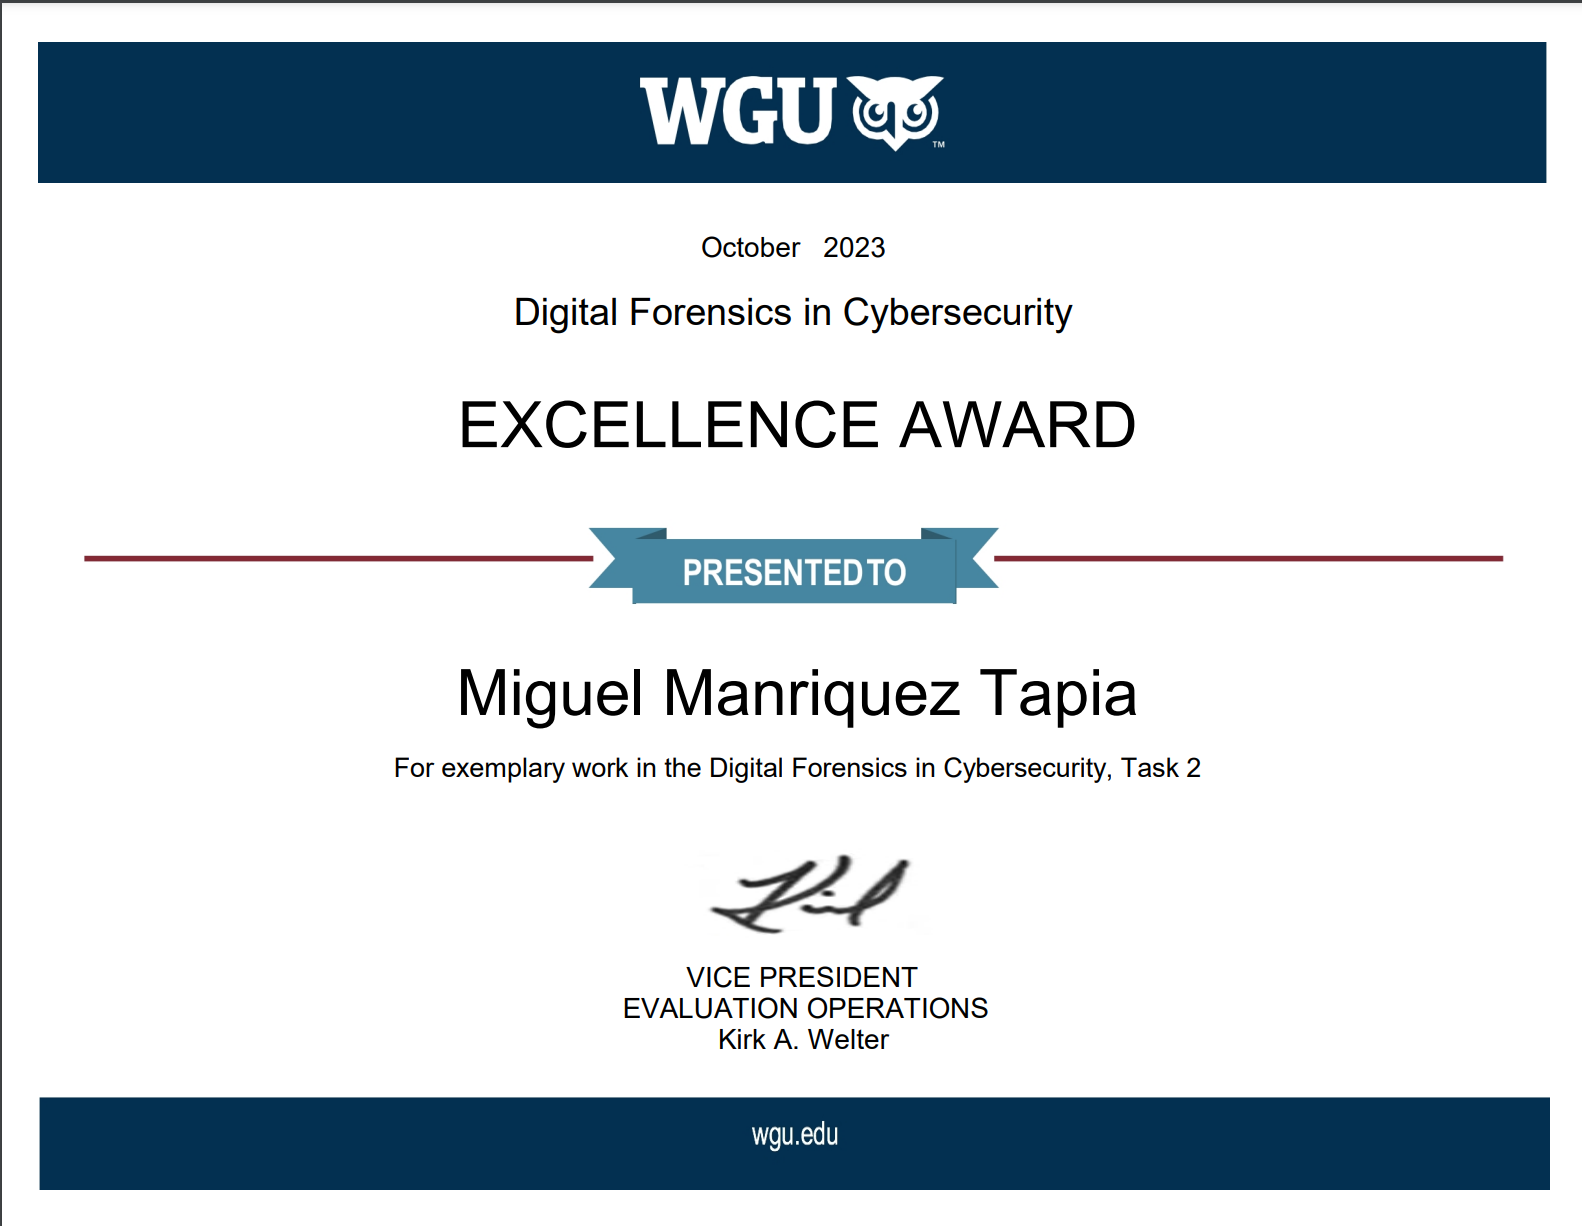 WGU
TM
October 2023
Digital Forensics in Cybersecurity
EXCELLENCE AWARD
PRESENTED TO
Miguel Manriquez Tapia
For exemplary work in the Digital Forensics in Cybersecurity, Task 2
VICE PRESIDENT
EVALUATION OPERATIONS
Kirk A. Welter
wgu.edu